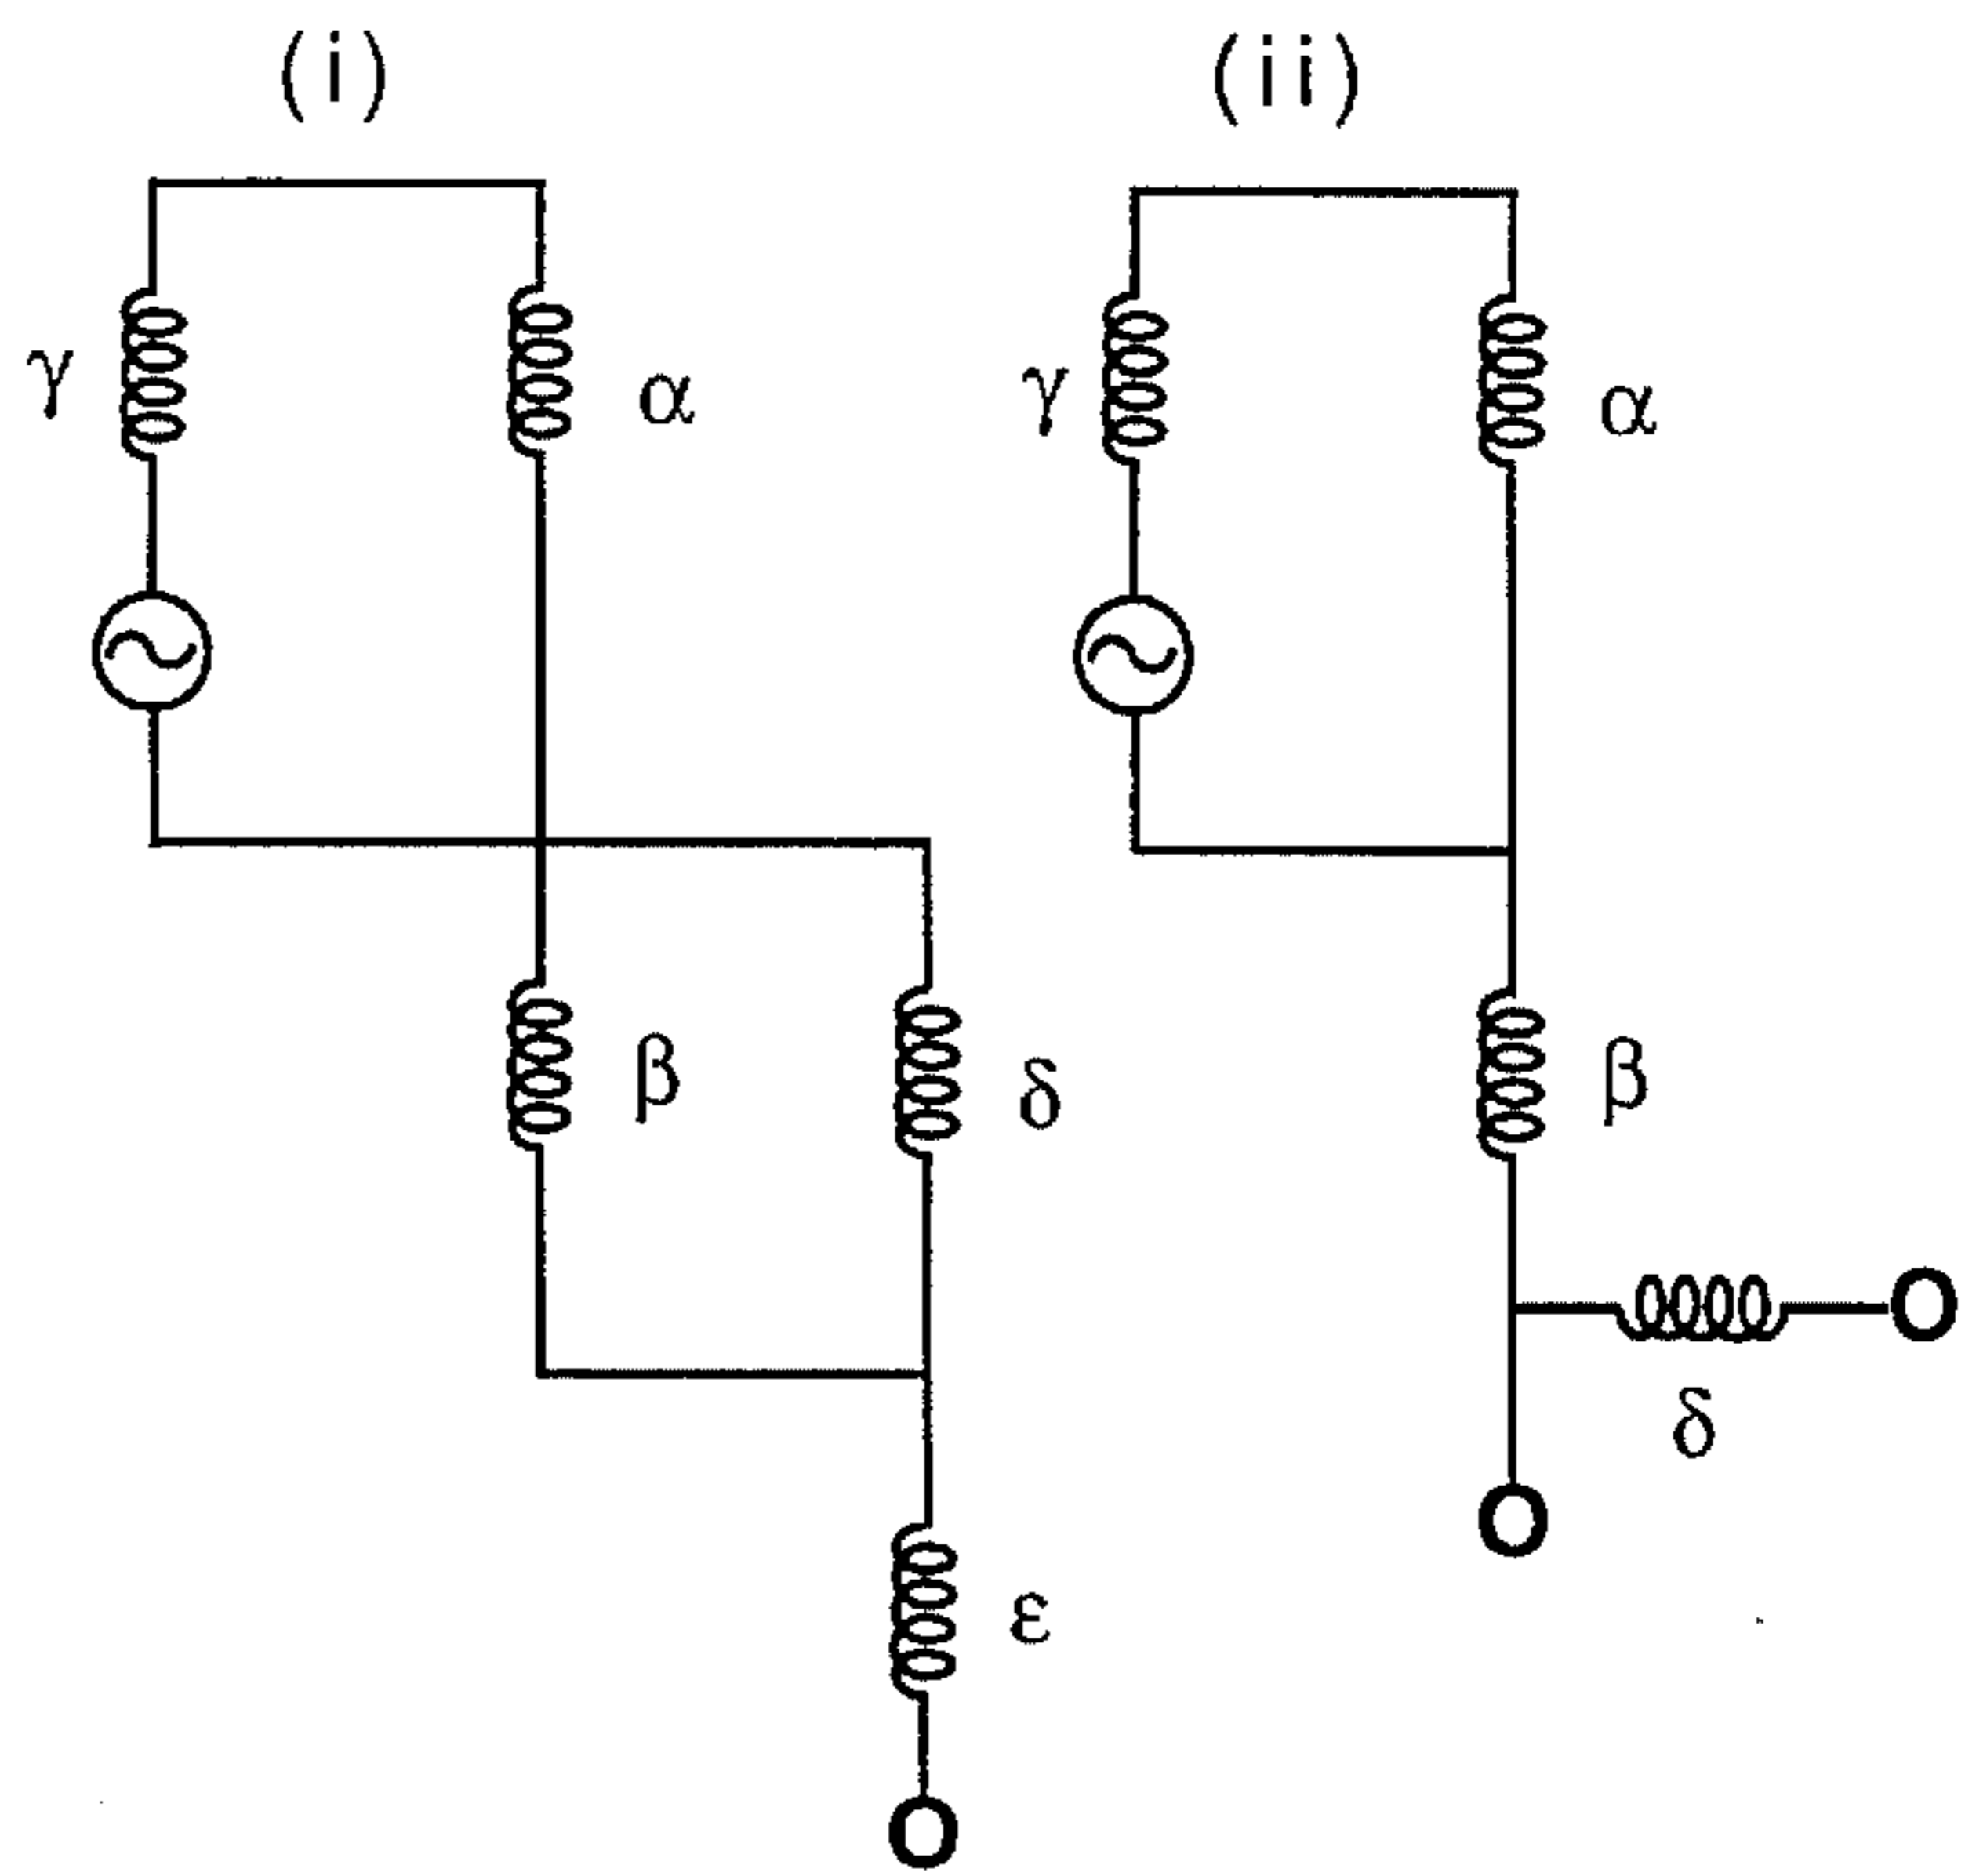 (i)
(ii)
γ
α
γ
α
β
δ
β
δ
ε